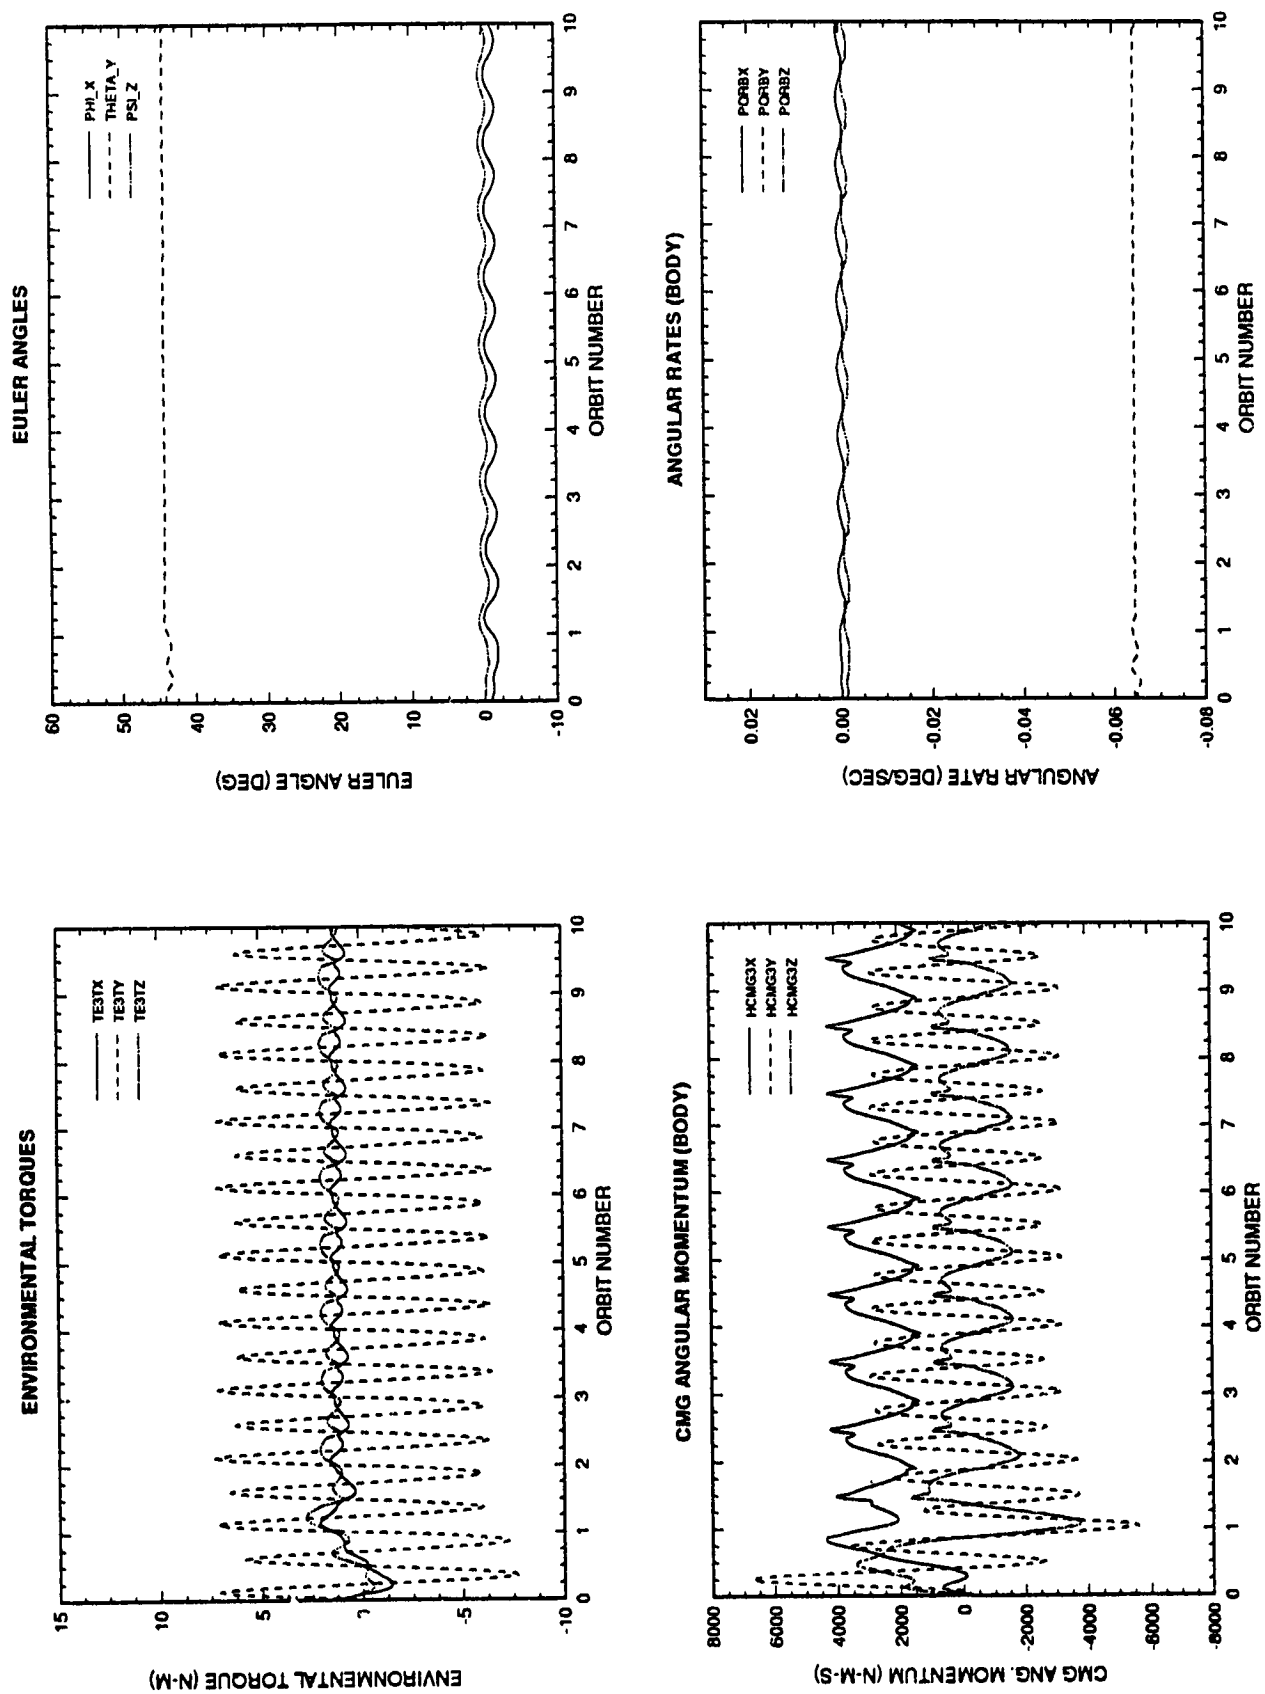 ENVIRONMENTAL TORQUES
TE3TX
TE3TY
TE3TZ
15
10
5
0
-5
-10
ENVIRONMENTAL TORQUE (N-M)
0 1 2 3 4 5 6 7 8 9 10
ORBIT NUMBER
EULER ANGLES
PHI_X
THETA_Y
PSI_Z
60
50
40
30
20
10
0
-10
EULER ANGLE (DEG)
0 1 2 3 4 5 6 7 8 9 10
ORBIT NUMBER
CMG ANGULAR MOMENTUM (BODY)
HCMG3X
HCMG3Y
HCMG3Z
8000
6000
4000
2000
0
-2000
-4000
-6000
-8000
CMG ANG. MOMENTUM (N-M-S)
0 1 2 3 4 5 6 7 8 9 10
ORBIT NUMBER
ANGULAR RATES (BODY)
PQRBX
PQRBY
PQRBZ
0.02
0.00
-0.02
-0.04
-0.06
-0.08
ANGULAR RATE (DEG/SEC)
0 1 2 3 4 5 6 7 8 9 10
ORBIT NUMBER